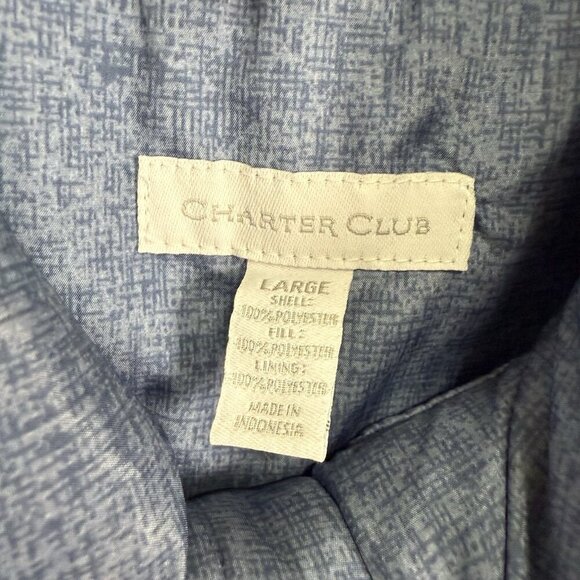 CHARTER CLUB
LARGE
SHELL:
100% POLYESTER
FILL:
100% POLYESTER
LINING:
100% POLYESTER
MADE IN
INDONESIA